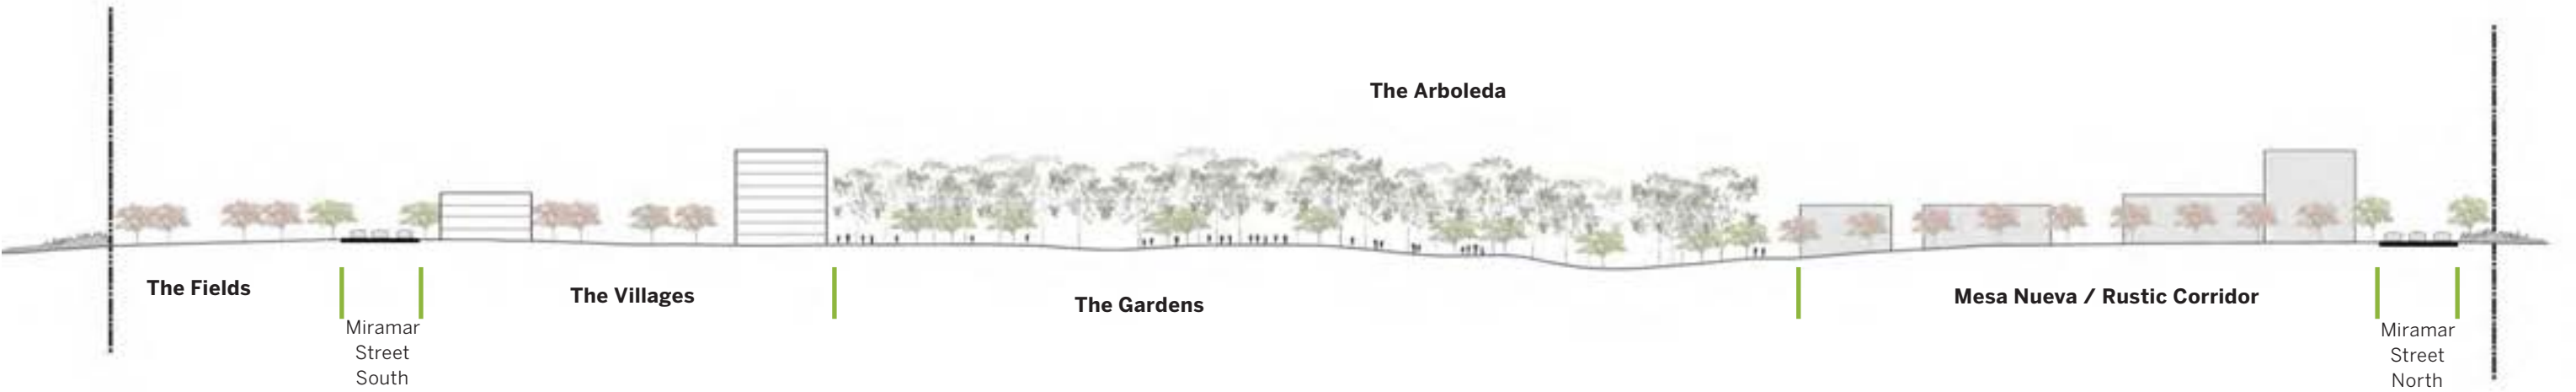 The Arboleda
The Fields
The Villages
The Gardens
Mesa Nueva / Rustic Corridor
Miramar
Street
South
Miramar
Street
North